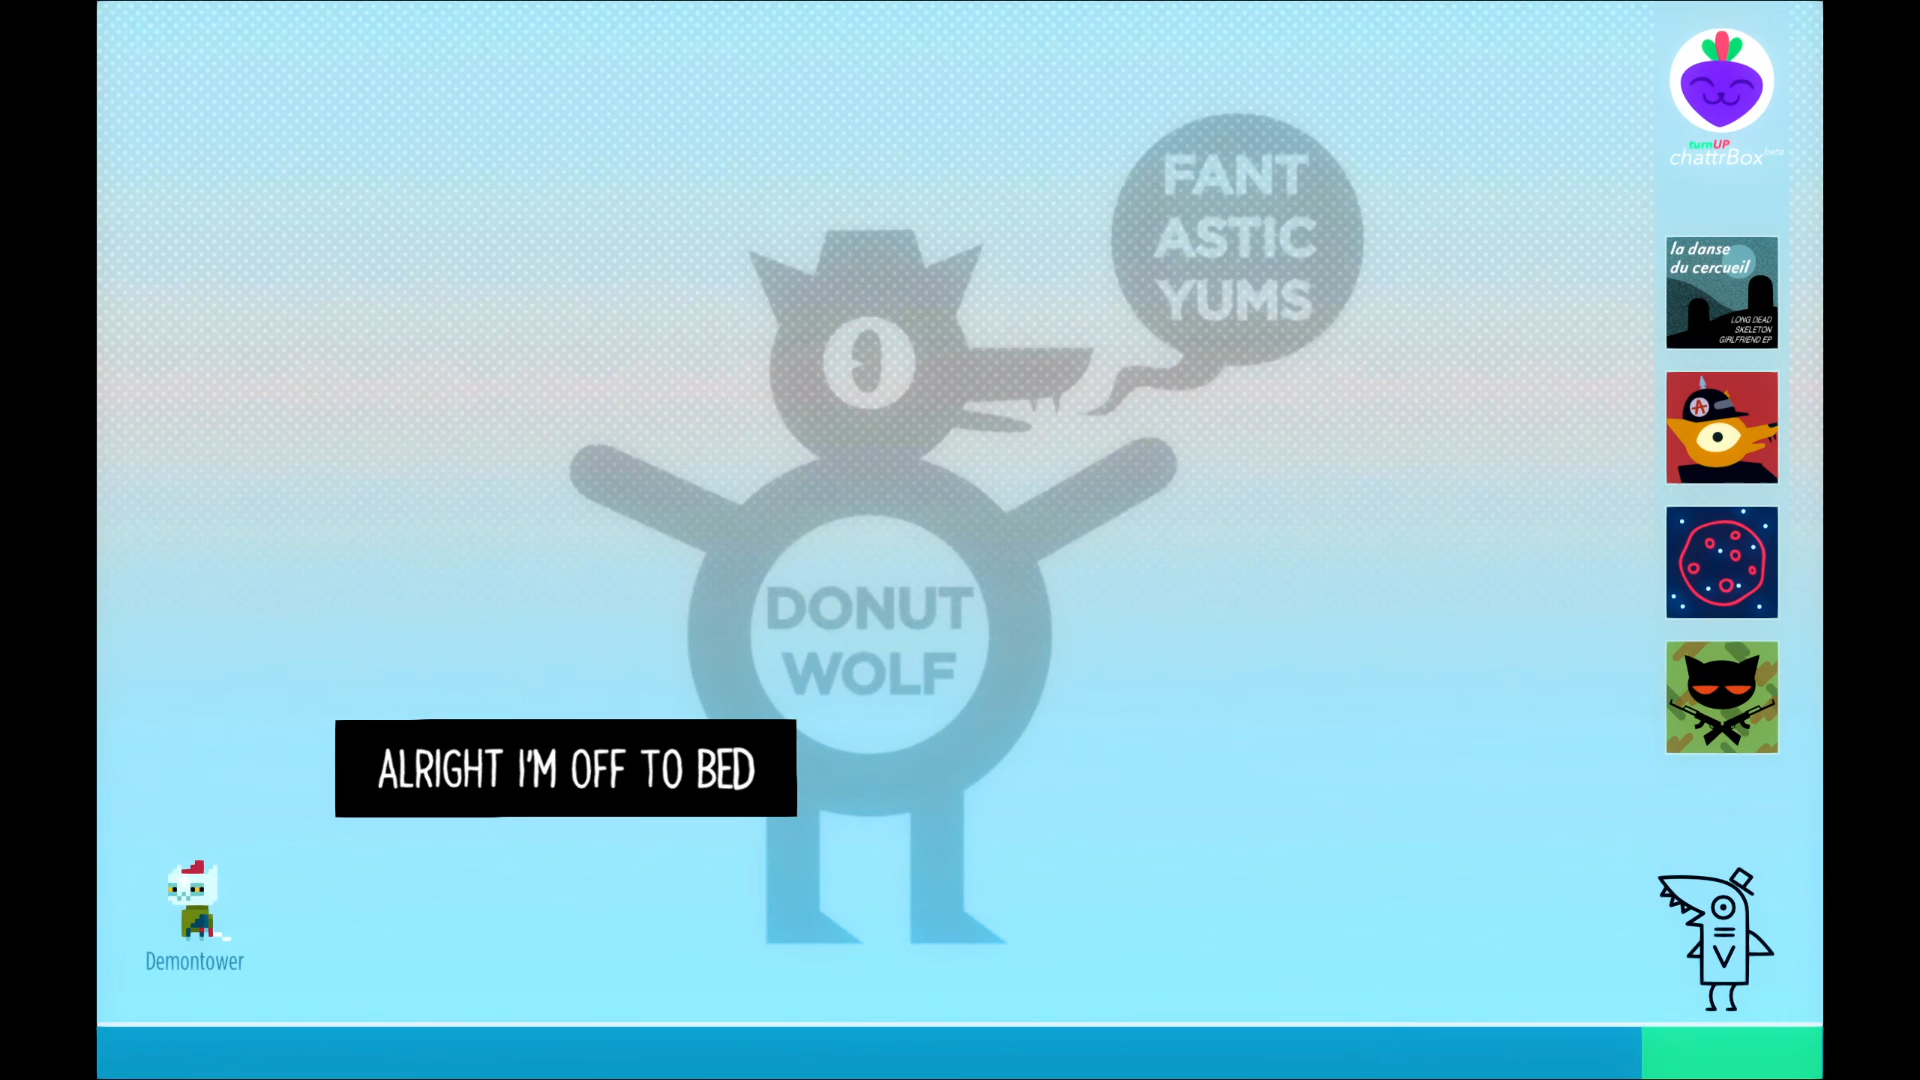 FANT
ASTIC
YUMS
DONUT
WOLF
ALRIGHT I'M OFF TO BED
Demontower
turnUP
chattrBox beta
la danse
du cercueil
LONG DEAD
SKELETON
GIRLFRIEND EP
A